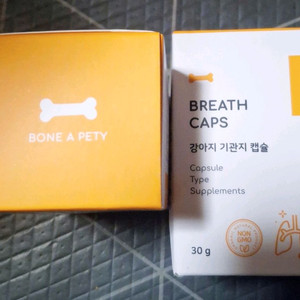 BONE A PETY
BREATH
CAPS
강아지 기관지 캡슐
Capsule
Type
Supplements
NON
GMO
30 g